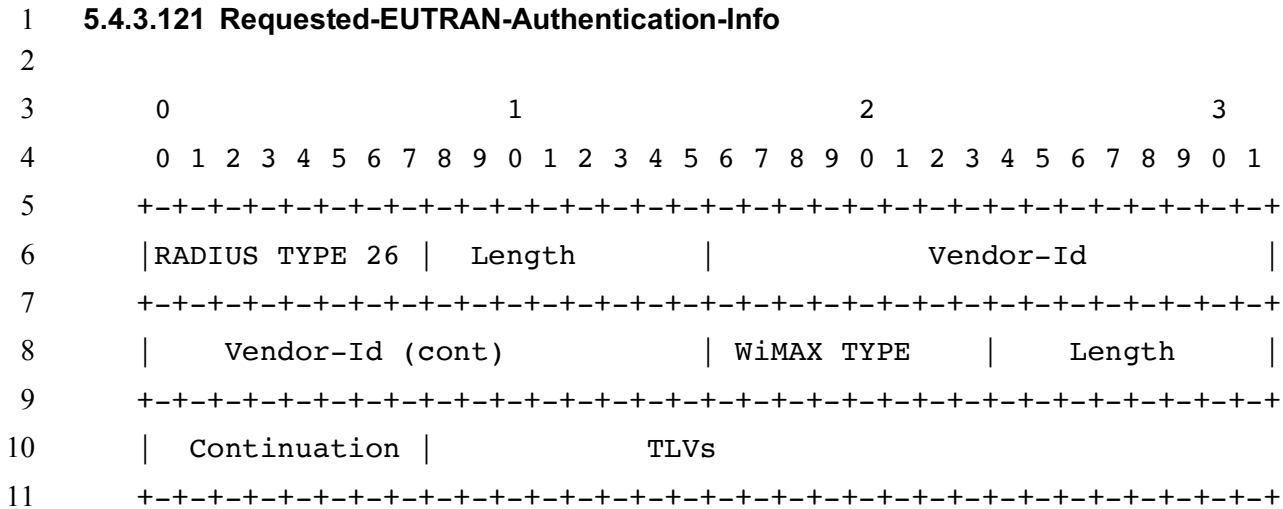 1 5.4.3.121 Requested-EUTRAN-Authentication-Info
2
3 0 1 2 3
4 0 1 2 3 4 5 6 7 8 9 0 1 2 3 4 5 6 7 8 9 0 1 2 3 4 5 6 7 8 9 0 1
5 +-+-+-+-+-+-+-+-+-+-+-+-+-+-+-+-+-+-+-+-+-+-+-+-+-+-+-+-+-+-+-+-+
6 |RADIUS TYPE 26 | Length | Vendor-Id |
7 +-+-+-+-+-+-+-+-+-+-+-+-+-+-+-+-+-+-+-+-+-+-+-+-+-+-+-+-+-+-+-+-+
8 | Vendor-Id (cont) | WiMAX TYPE | Length |
9 +-+-+-+-+-+-+-+-+-+-+-+-+-+-+-+-+-+-+-+-+-+-+-+-+-+-+-+-+-+-+-+-+
10 | Continuation | TLVs
11 +-+-+-+-+-+-+-+-+-+-+-+-+-+-+-+-+-+-+-+-+-+-+-+-+-+-+-+-+-+-+-+-+